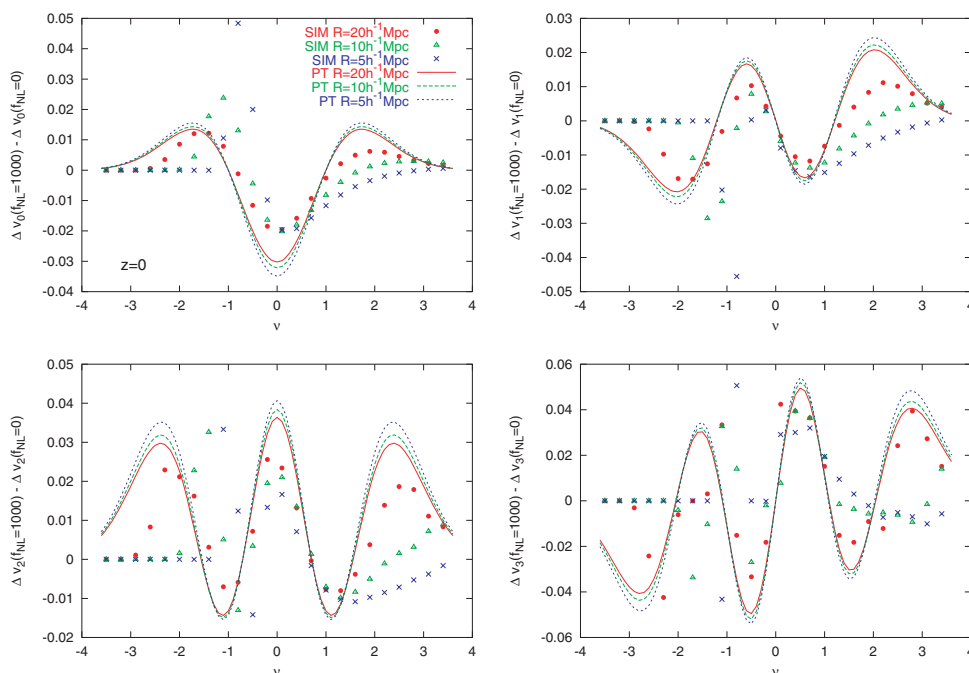 Δ v₀(f_NL=1000) - Δ v₀(f_NL=0)
0.05
0.04
0.03
0.02
0.01
0
-0.01
-0.02
-0.03
-0.04
SIM R=20h⁻¹Mpc
SIM R=10h⁻¹Mpc
SIM R=5h⁻¹Mpc
PT R=20h⁻¹Mpc
PT R=10h⁻¹Mpc
PT R=5h⁻¹Mpc
z=0
-4 -3 -2 -1 0 1 2 3 4
ν
Δ v₁(f_NL=1000) - Δ v₁(f_NL=0)
0.03
0.02
0.01
0
-0.01
-0.02
-0.03
-0.04
-0.05
-4 -3 -2 -1 0 1 2 3 4
ν
Δ v₂(f_NL=1000) - Δ v₂(f_NL=0)
0.05
0.04
0.03
0.02
0.01
0
-0.01
-0.02
-4 -3 -2 -1 0 1 2 3 4
ν
Δ v₃(f_NL=1000) - Δ v₃(f_NL=0)
0.06
0.04
0.02
0
-0.02
-0.04
-0.06
-4 -3 -2 -1 0 1 2 3 4
ν